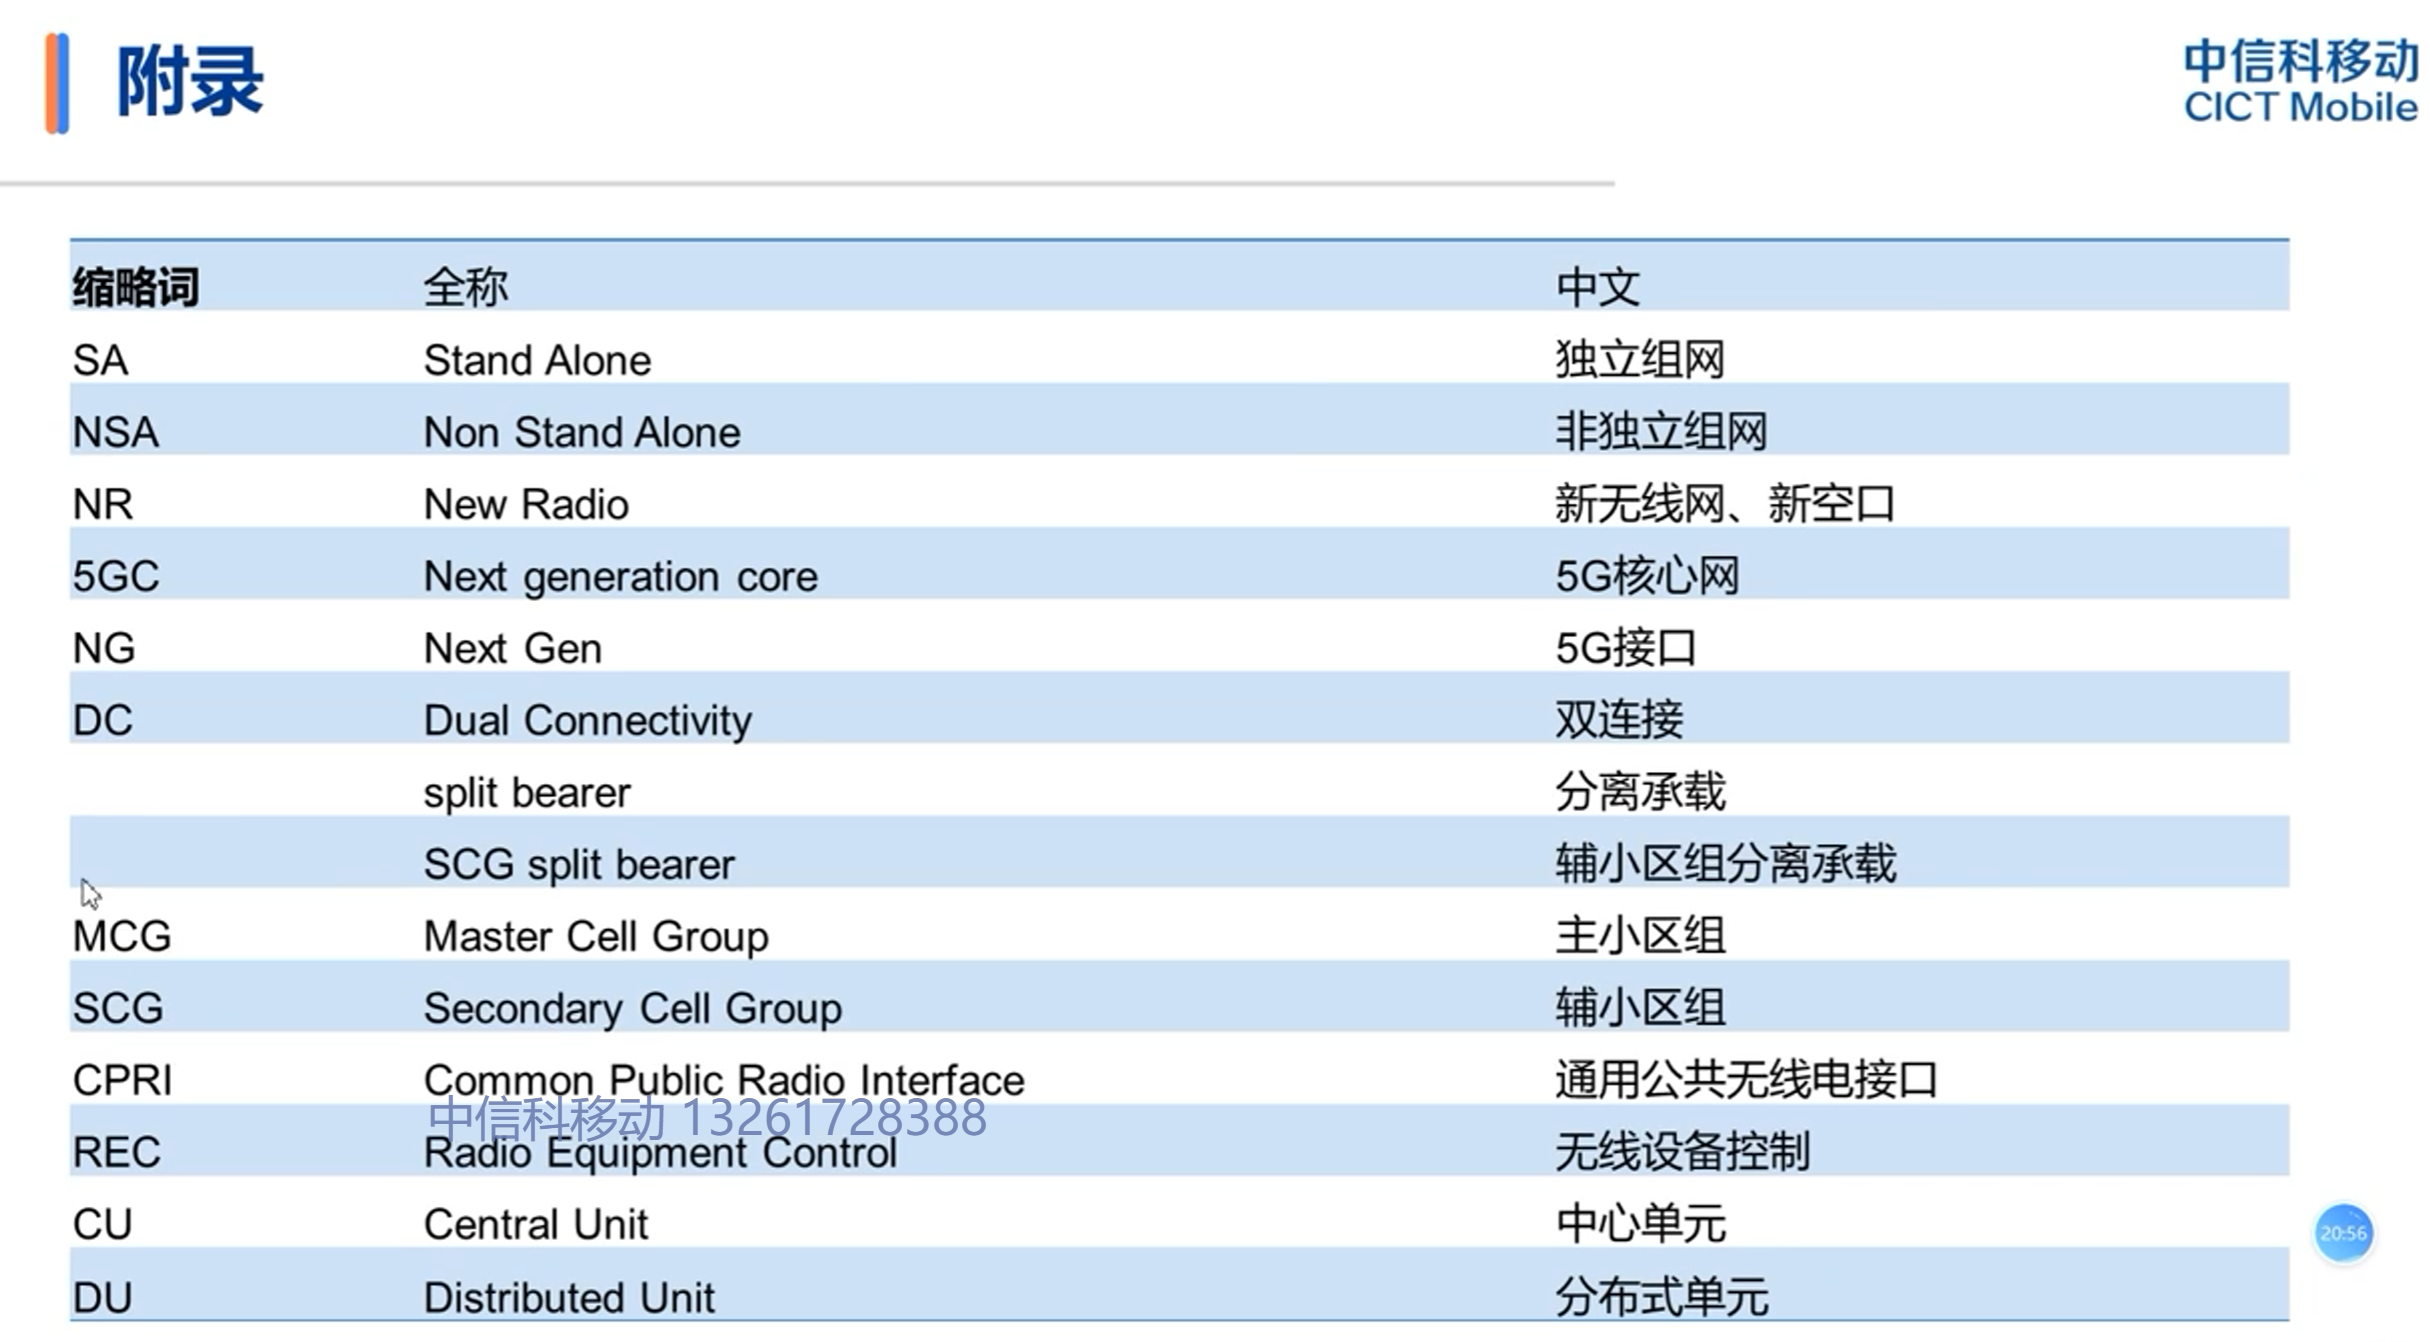 附录
中信科移动
CICT Mobile
缩略词 全称 中文
SA Stand Alone 独立组网
NSA Non Stand Alone 非独立组网
NR New Radio 新无线网、新空口
5GC Next generation core 5G核心网
NG Next Gen 5G接口
DC Dual Connectivity 双连接
split bearer 分离承载
SCG split bearer 辅小区组分离承载
MCG Master Cell Group 主小区组
SCG Secondary Cell Group 辅小区组
CPRI Common Public Radio Interface 通用公共无线电接口
中信科移动 13261728388
REC Radio Equipment Control 无线设备控制
CU Central Unit 中心单元
20:56
DU Distributed Unit 分布式单元